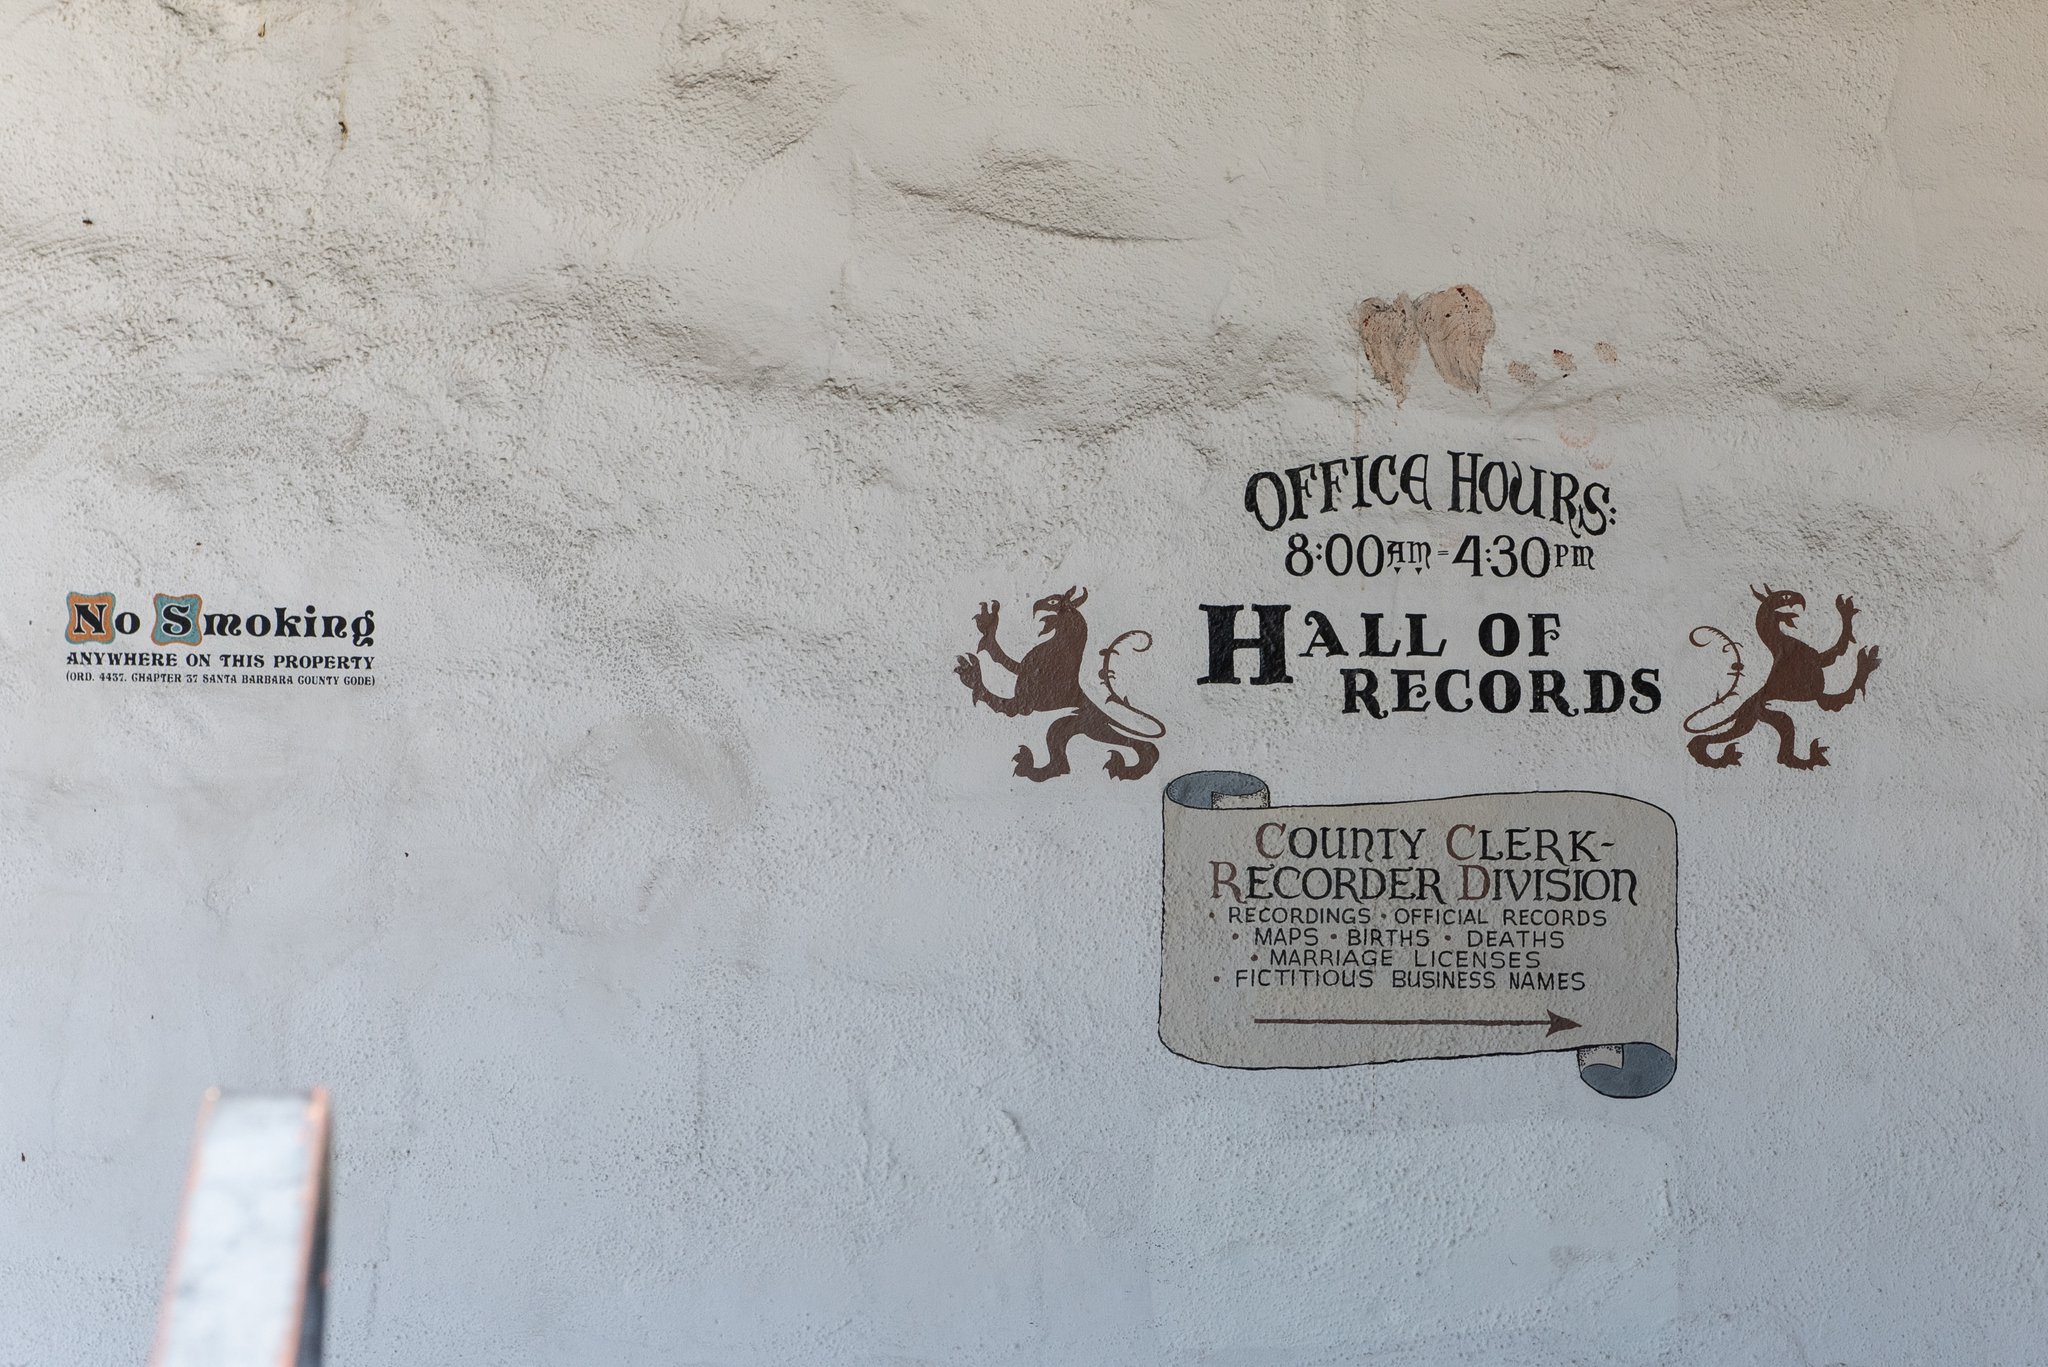 No Smoking
ANYWHERE ON THIS PROPERTY
(ORD. 4437. CHAPTER 37 SANTA BARBARA COUNTY CODE)
OFFICE HOURS:
8:00AM=4:30PM
HALL OF
RECORDS
COUNTY CLERK-
RECORDER DIVISION
• RECORDINGS • OFFICIAL RECORDS
• MAPS • BIRTHS • DEATHS
• MARRIAGE LICENSES
• FICTITIOUS BUSINESS NAMES